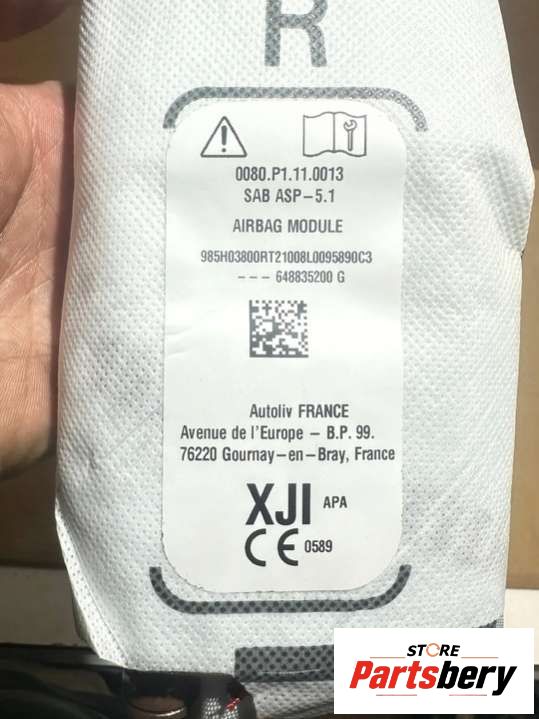 R
0080.P1.11.0013
SAB ASP-5.1
AIRBAG MODULE
985H03800RT21008L0095890C3
--- 648835200 G
Autoliv FRANCE
Avenue de l'Europe – B.P. 99.
76220 Gournay-en-Bray, France
XJI APA
CE 0589
STORE
Partsbery